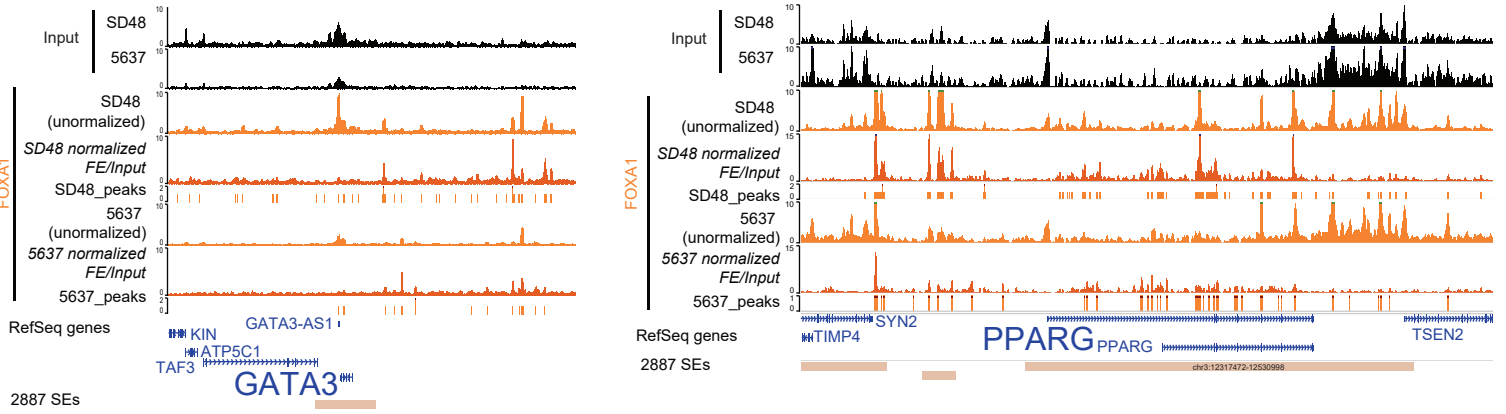 10
SD48
Input
0
10
5637
0
10
SD48
(unormalized)
0
10
SD48 normalized
FE/Input
0
2
SD48_peaks
0
10
5637
(unormalized)
0
10
5637 normalized
FE/Input
0
2
5637_peaks
0
FOXA1
RefSeq genes
GATA3-AS1
KIN
ATP5C1
TAF3
GATA3
2887 SEs
10
SD48
Input
0
10
5637
0
10
SD48
(unormalized)
0
15
SD48 normalized
FE/Input
0
2
SD48_peaks
0
10
5637
(unormalized)
0
15
5637 normalized
FE/Input
0
1
5637_peaks
0
FOXA1
RefSeq genes
SYN2
TIMP4
PPARG
PPARG
TSEN2
2887 SEs
chr3:12317472-12530998